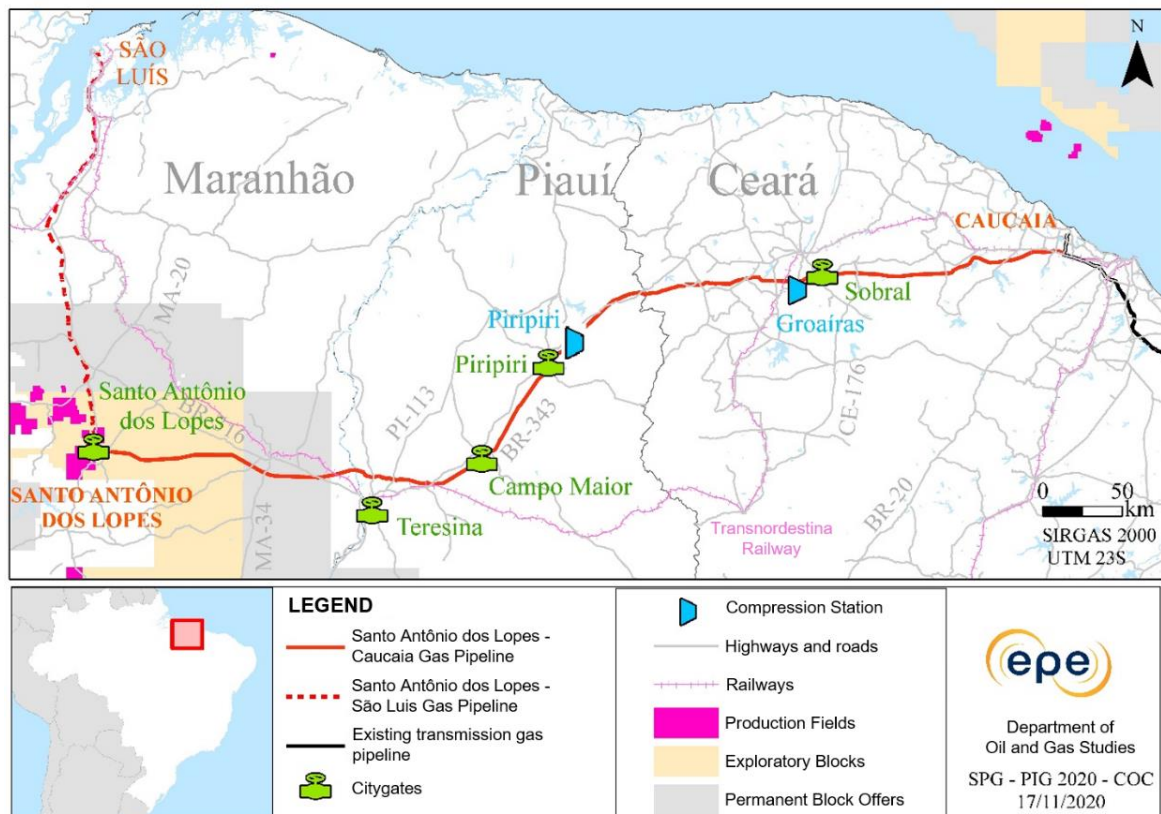 SÃO
LUÍS
N
Maranhão
Piauí
Ceará
CAUCAIA
MA-20
Piripiri
Sobral
Groaíras
Piripiri
Santo Antônio
dos Lopes
BR-16
PI-113
BR-343
CE-176
Campo Maior
SANTO ANTÔNIO
DOS LOPES
Teresina
MA-34
BR-20
Transnordestina
Railway
0 50
km
SIRGAS 2000
UTM 23S
LEGEND
Santo Antônio dos Lopes -
Caucaia Gas Pipeline
Santo Antônio dos Lopes -
São Luis Gas Pipeline
Existing transmission gas
pipeline
Citygates
Compression Station
Highways and roads
Railways
Production Fields
Exploratory Blocks
Permanent Block Offers
epe
Department of
Oil and Gas Studies
SPG - PIG 2020 - COC
17/11/2020